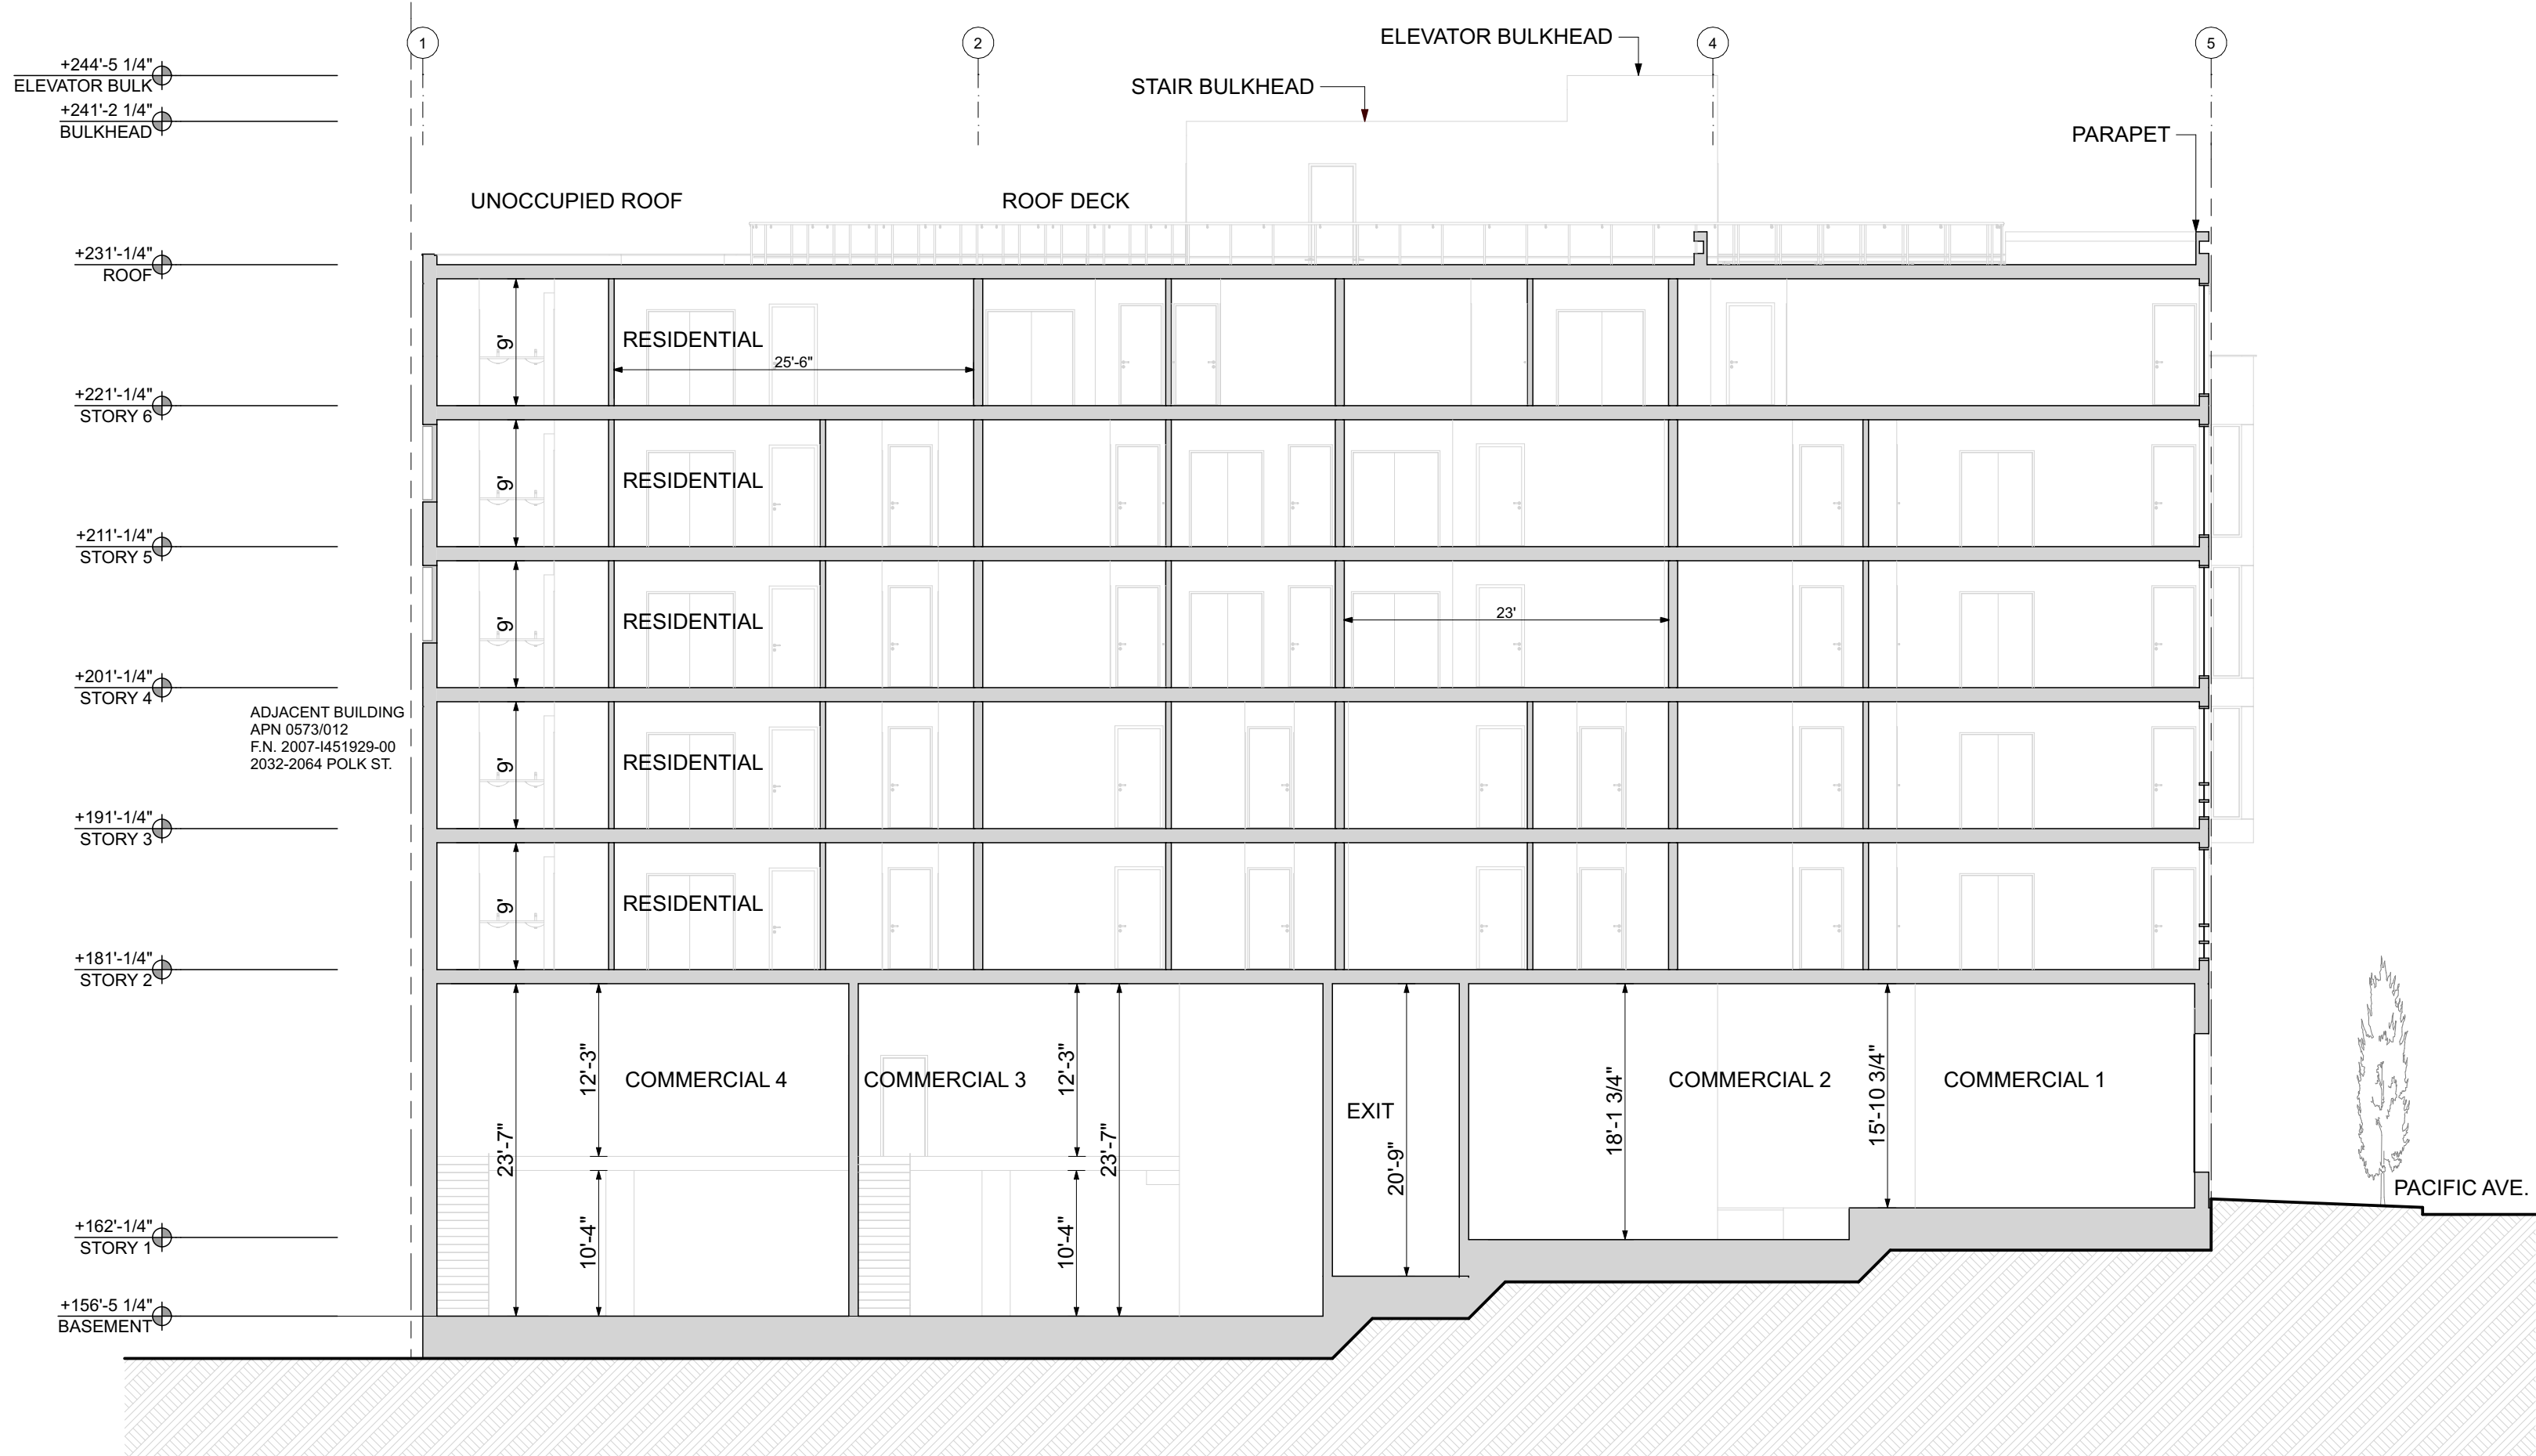 1
2
4
5
ELEVATOR BULKHEAD
+244'-5 1/4"
ELEVATOR BULK
STAIR BULKHEAD
+241'-2 1/4"
BULKHEAD
PARAPET
UNOCCUPIED ROOF
ROOF DECK
+231'-1/4"
ROOF
9'
RESIDENTIAL
25'-6"
+221'-1/4"
STORY 6
9'
RESIDENTIAL
+211'-1/4"
STORY 5
9'
RESIDENTIAL
23'
+201'-1/4"
STORY 4
ADJACENT BUILDING
APN 0573/012
F.N. 2007-I451929-00
2032-2064 POLK ST.
9'
RESIDENTIAL
+191'-1/4"
STORY 3
9'
RESIDENTIAL
+181'-1/4"
STORY 2
23'-7"
12'-3"
10'-4"
COMMERCIAL 4
COMMERCIAL 3
12'-3"
10'-4"
23'-7"
EXIT
20'-9"
18'-1 3/4"
COMMERCIAL 2
15'-10 3/4"
COMMERCIAL 1
PACIFIC AVE.
+162'-1/4"
STORY 1
+156'-5 1/4"
BASEMENT